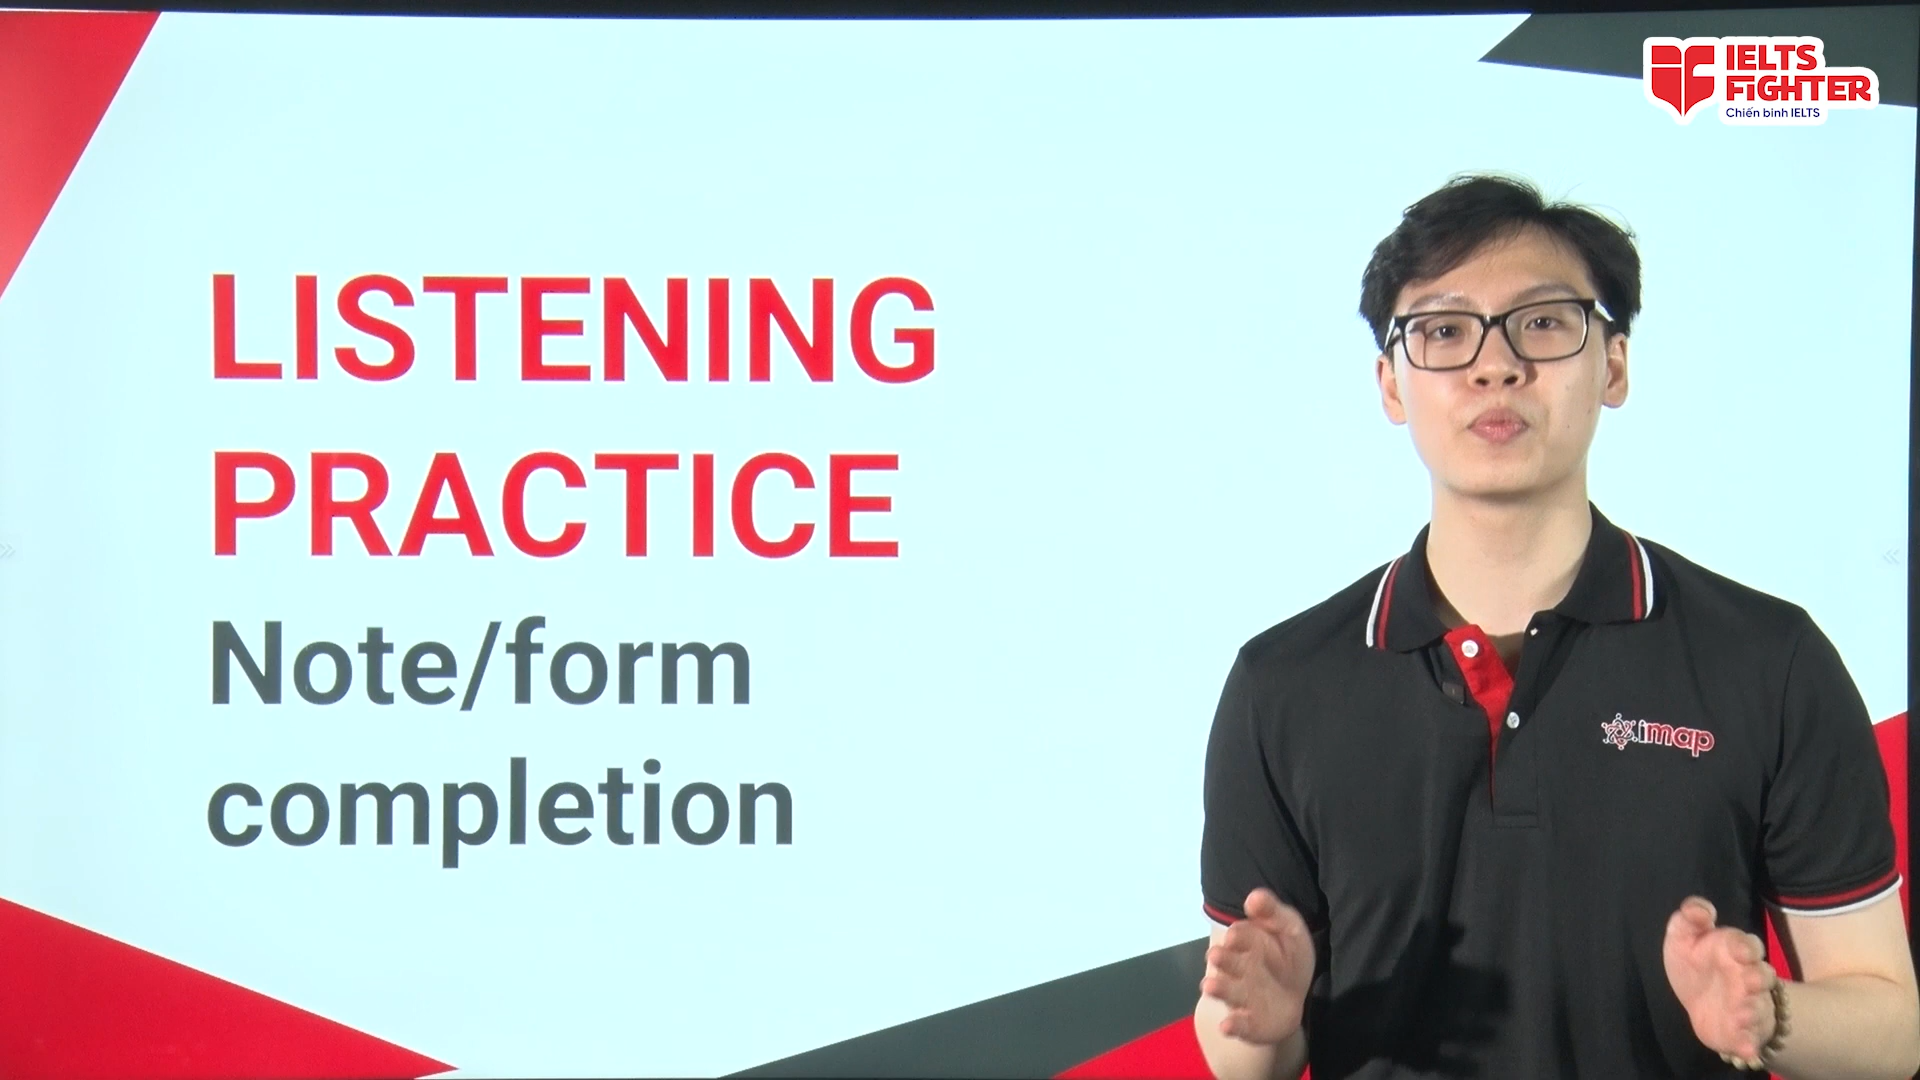 IELTS
FIGHTER
Chiến binh IELTS
LISTENING
PRACTICE
Note/form
completion
imap